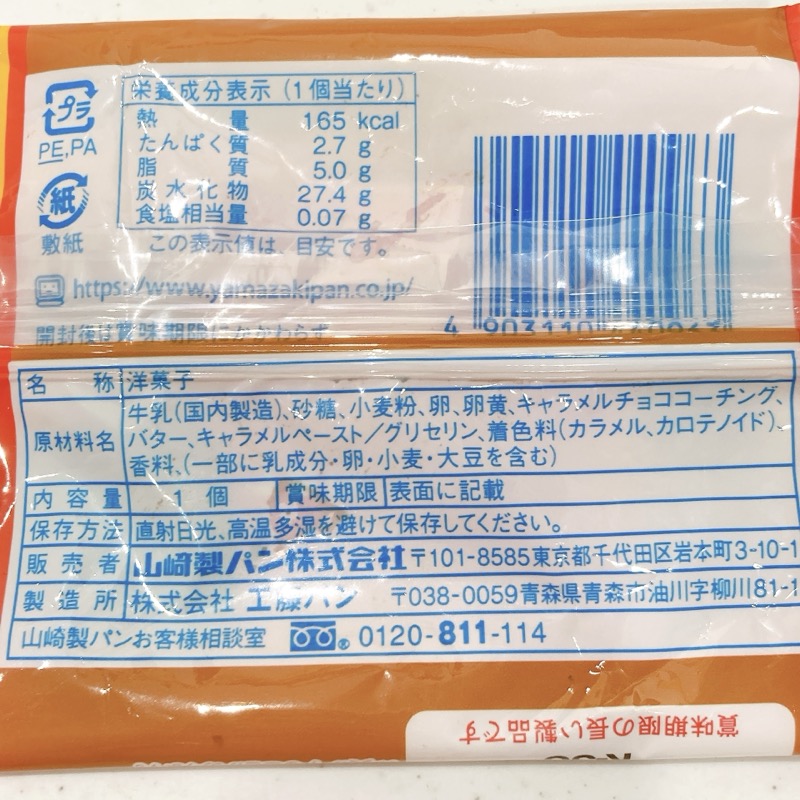 プラ
PE,PA
紙
敷紙
栄養成分表示(1個当たり)
熱量 165 kcal
たんぱく質 2.7 g
脂質 5.0 g
炭水化物 27.4 g
食塩相当量 0.07 g
この表示値は、目安です。
https://www.yamazakipan.co.jp/
開封後は賞味期限にかかわらず
4 903110
名称 洋菓子
原材料名 牛乳(国内製造)、砂糖、小麦粉、卵、卵黄、キャラメルチョココーチング、
バター、キャラメルペースト/グリセリン、着色料(カラメル、カロテノイド)、
香料、(一部に乳成分・卵・小麦・大豆を含む)
内容量 1個 賞味期限 表面に記載
保存方法 直射日光、高温多湿を避けて保存してください。
販売者 山崎製パン株式会社 〒101-8585東京都千代田区岩本町3-10-1
製造所 株式会社 工藤パン 〒038-0059青森県青森市油川字柳川81-1
山崎製パンお客様相談室 0120-811-114
賞味期限の長い製品です